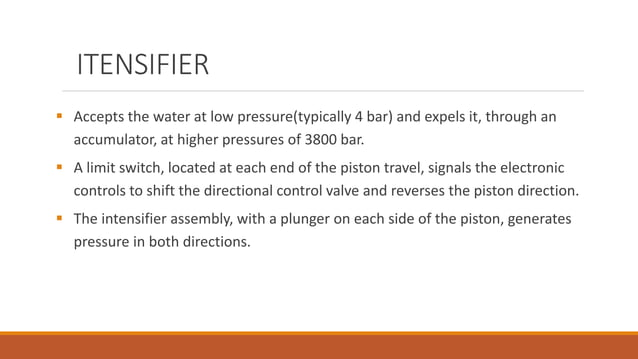 ITENSIFIER
▪ Accepts the water at low pressure(typically 4 bar) and expels it, through an
accumulator, at higher pressures of 3800 bar.
▪ A limit switch, located at each end of the piston travel, signals the electronic
controls to shift the directional control valve and reverses the piston direction.
▪ The intensifier assembly, with a plunger on each side of the piston, generates
pressure in both directions.